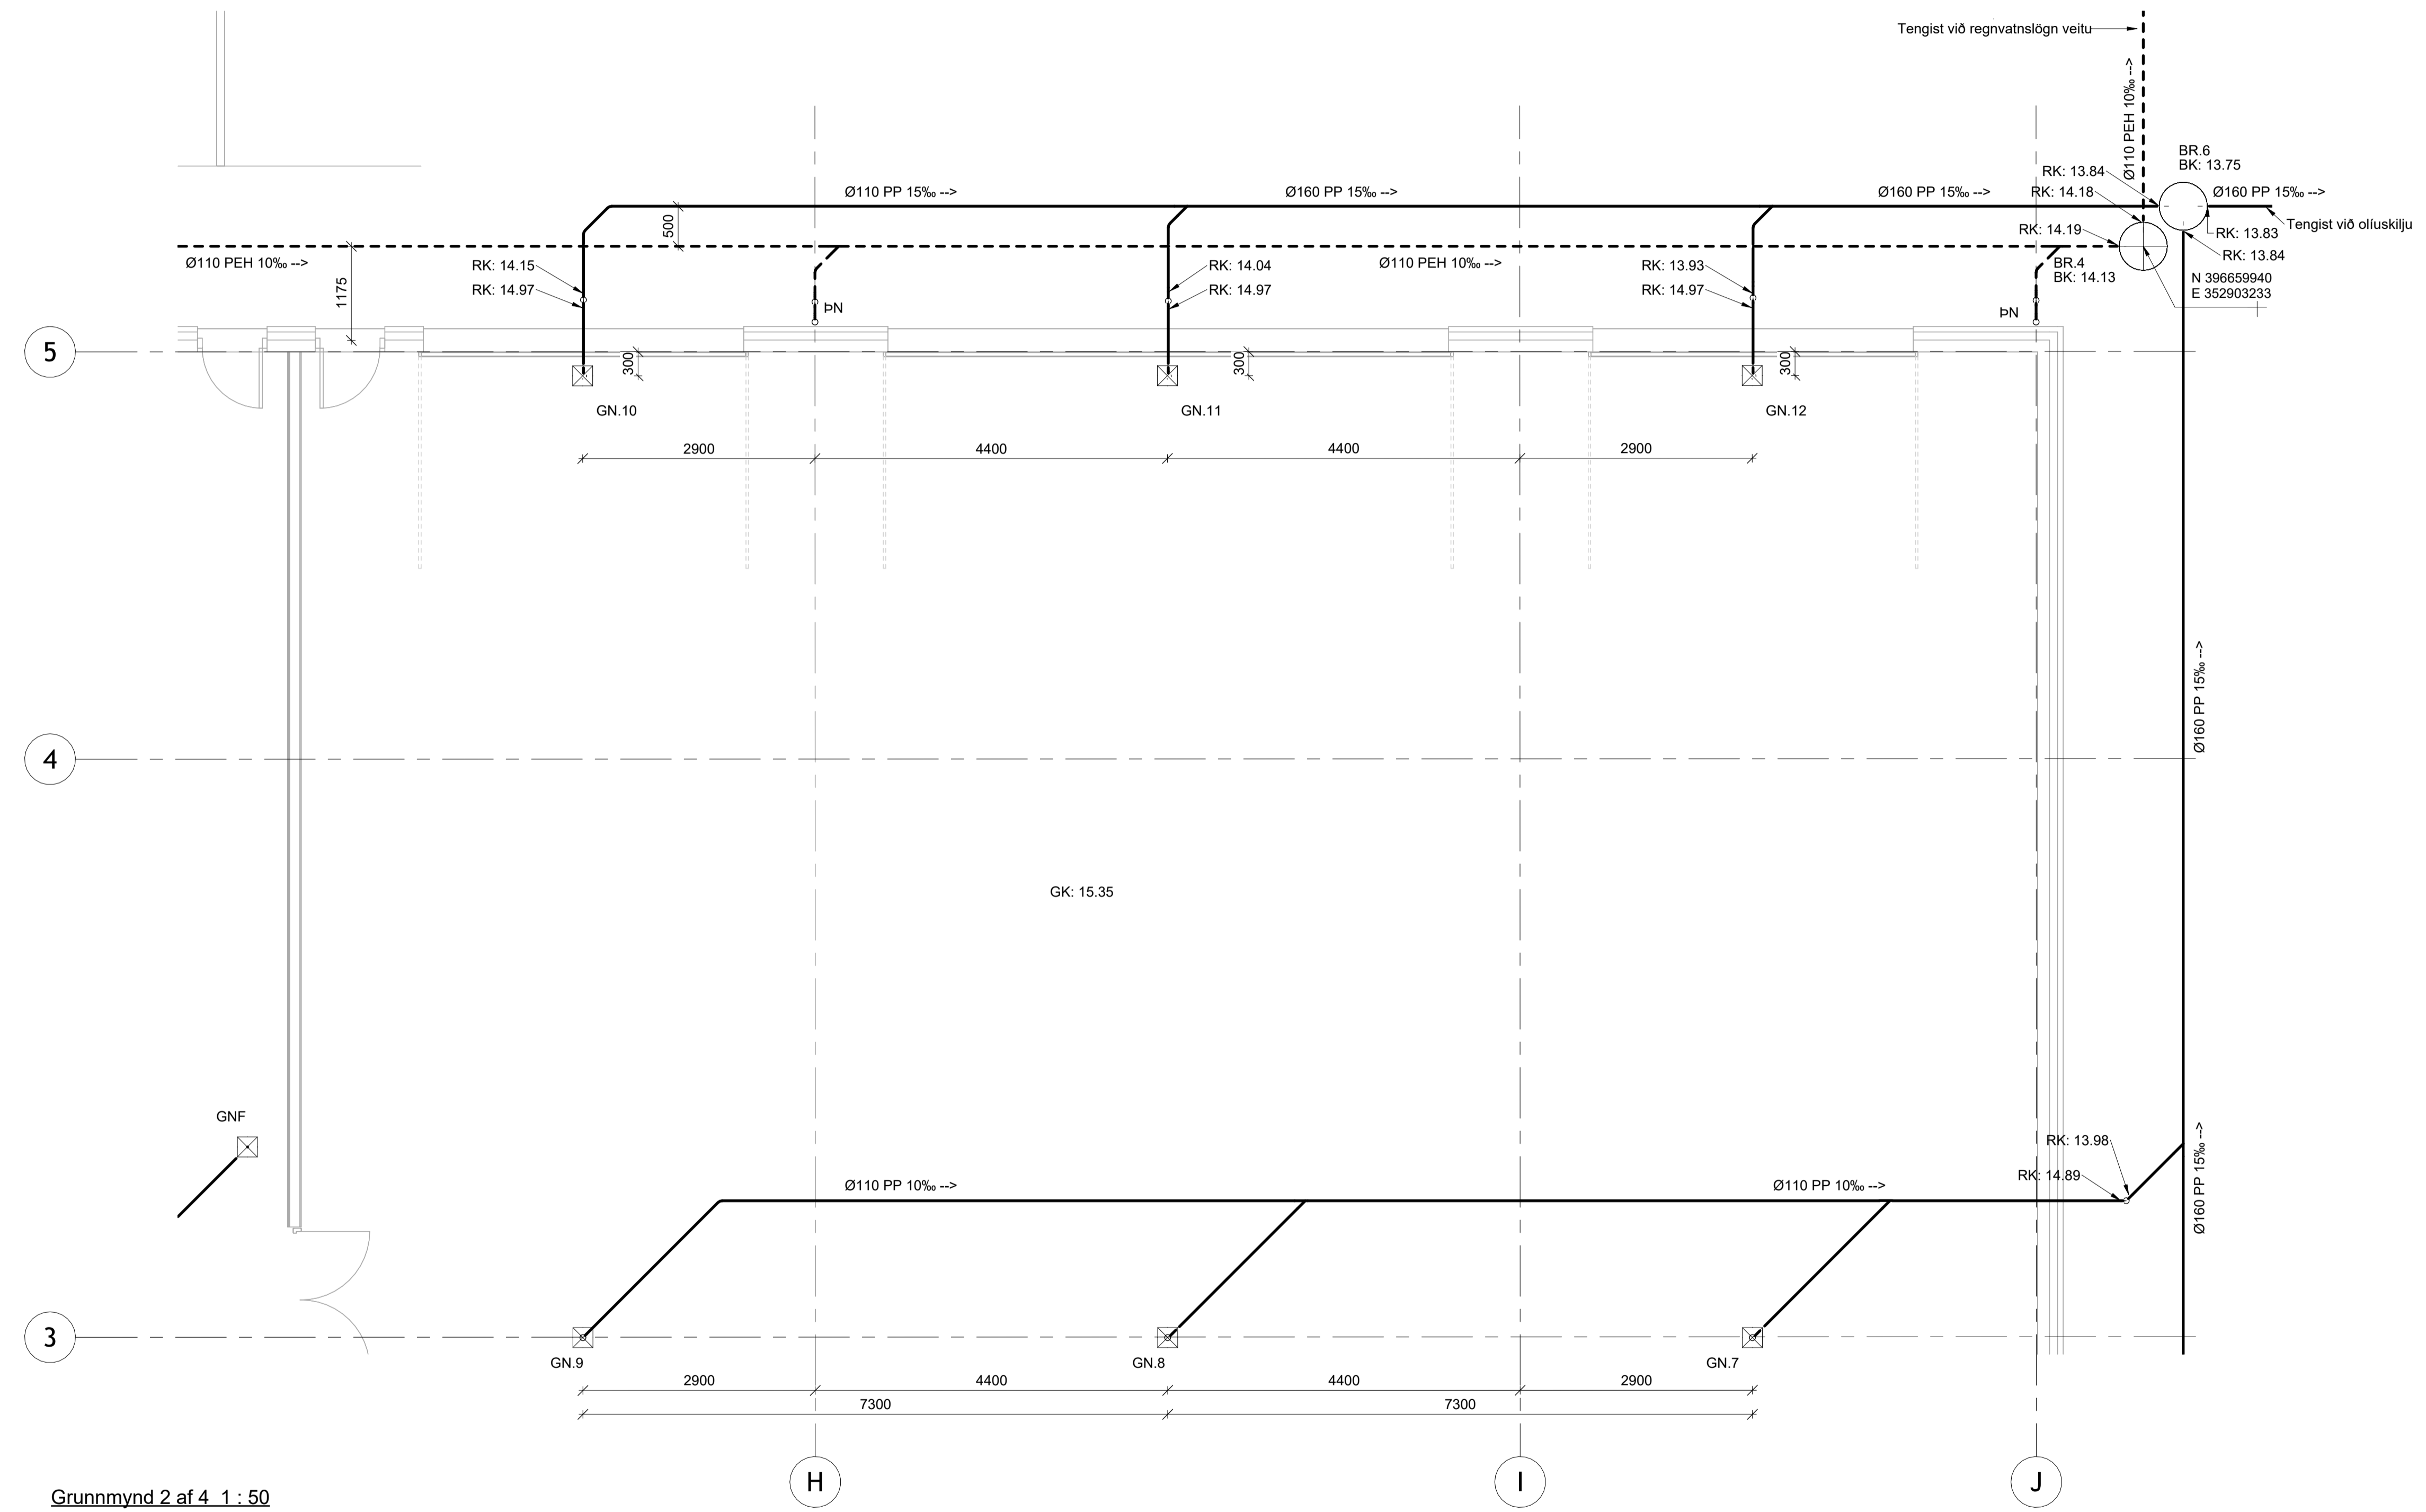 Tengist við regnvatnslögn veitu
Ø110 PEH 10‰ -->
BR.6
BK: 13.75
RK: 13.84
RK: 14.18
Ø110 PP 15‰ -->
Ø160 PP 15‰ -->
Ø160 PP 15‰ -->
Ø160 PP 15‰ -->
Tengist við olíuskilju
500
RK: 14.19
RK: 13.83
RK: 13.84
Ø110 PEH 10‰ -->
1175
RK: 14.15
RK: 14.97
RK: 14.04
RK: 14.97
Ø110 PEH 10‰ -->
RK: 13.93
RK: 14.97
BR.4
BK: 14.13
N 396659940
E 352903233
ÞN
ÞN
5
300
300
300
GN.10
GN.11
GN.12
2900
4400
4400
2900
Ø160 PP 15‰ -->
4
GK: 15.35
GNF
RK: 13.98
RK: 14.89
Ø160 PP 15‰ -->
Ø110 PP 10‰ -->
Ø110 PP 10‰ -->
3
GN.9
GN.8
GN.7
2900
4400
4400
2900
7300
7300
H
I
J
Grunnmynd 2 af 4 1 : 50